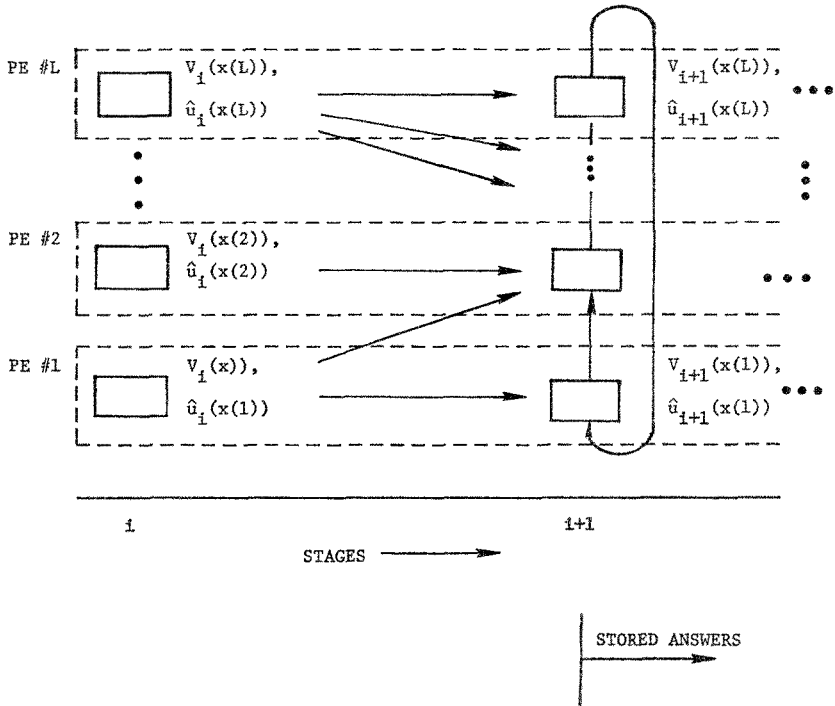 PE #L
V_i(x(L)),
û_i(x(L))
V_{i+1}(x(L)),
û_{i+1}(x(L))
PE #2
V_i(x(2)),
û_i(x(2))
PE #1
V_i(x)),
û_i(x(1))
V_{i+1}(x(1)),
û_{i+1}(x(1))
i
i+1
STAGES
STORED ANSWERS